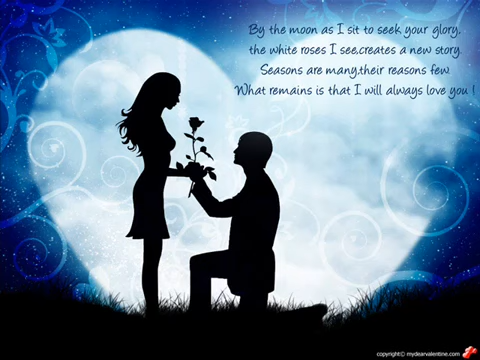 By the moon as I sit to seek your glory,
the white roses I see,creates a new story.
Seasons are many,their reasons few.
What remains is that I will always love you !
copyright© mydearvalentine.com